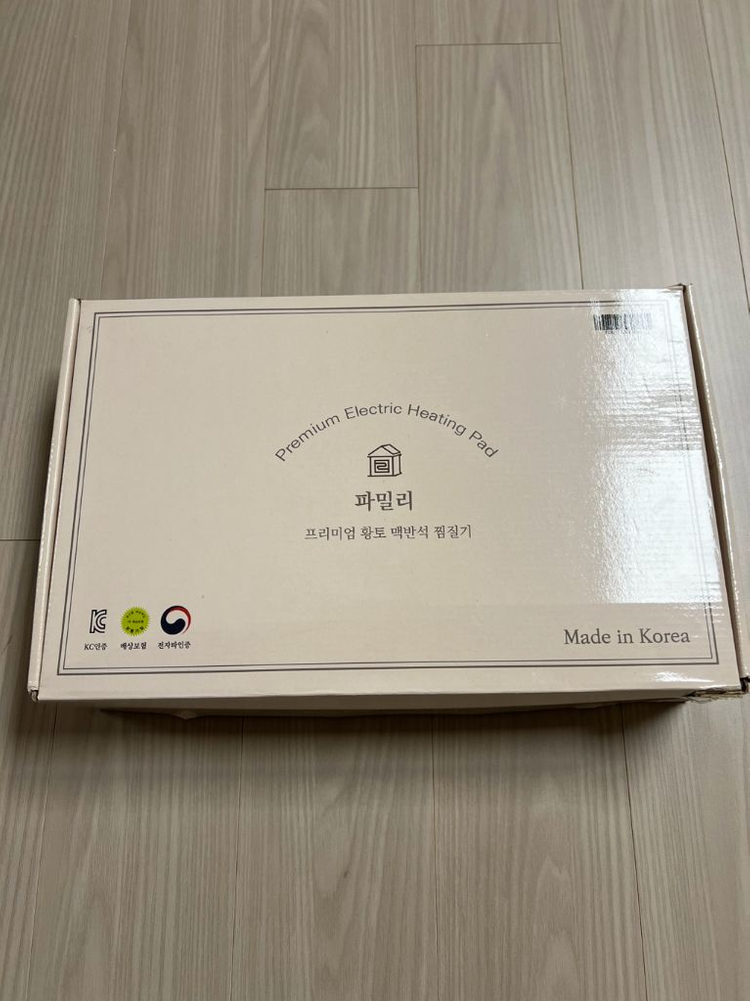 Premium Electric Heating Pad
파밀리
프리미엄 황토 맥반석 찜질기
KC인증
배상보험
전자파인증
Made in Korea